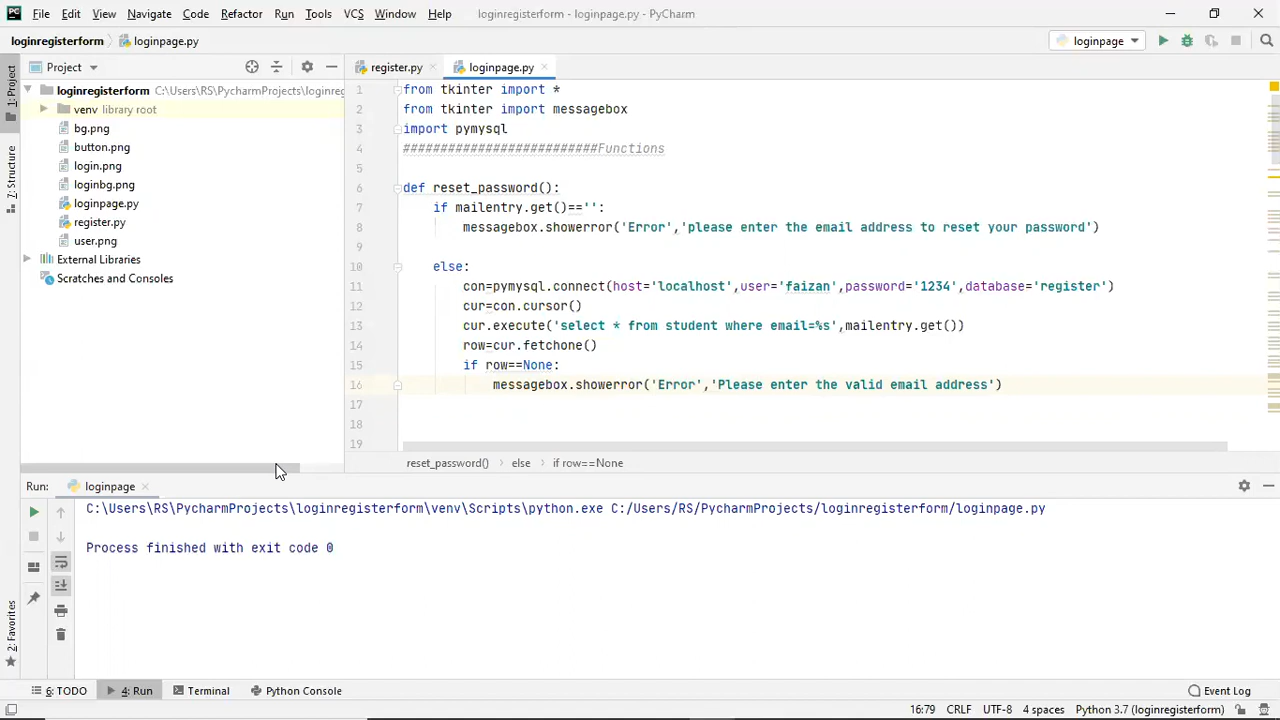 PC File Edit View Navigate Code Refactor Run Tools VCS Window Help loginregisterform - loginpage.py - PyCharm
loginregisterform loginpage.py loginpage
1: Project
2: Structure
2: Favorites
Project
loginregisterform C:\Users\RS\PycharmProjects\loginreg
venv library root
bg.png
button.png
login.png
loginbg.png
loginpage.py
register.py
user.png
External Libraries
Scratches and Consoles
register.py loginpage.py
1 from tkinter import *
2 from tkinter import messagebox
3 import pymysql
4 ##########################Functions
5
6 def reset_password():
7 if mailentry.get()=='':
8 messagebox.showerror('Error','please enter the email address to reset your password')
9
10 else:
11 con=pymysql.connect(host='localhost',user='faizan',password='1234',database='register')
12 cur=con.cursor()
13 cur.execute('select * from student where email=%s',mailentry.get())
14 row=cur.fetchone()
15 if row==None:
16 messagebox.showerror('Error','Please enter the valid email address')
17
18
19
reset_password() else if row==None
Run: loginpage
C:\Users\RS\PycharmProjects\loginregisterform\venv\Scripts\python.exe C:/Users/RS/PycharmProjects/loginregisterform/loginpage.py
Process finished with exit code 0
6: TODO 4: Run Terminal Python Console Event Log
16:79 CRLF UTF-8 4 spaces Python 3.7 (loginregisterform)